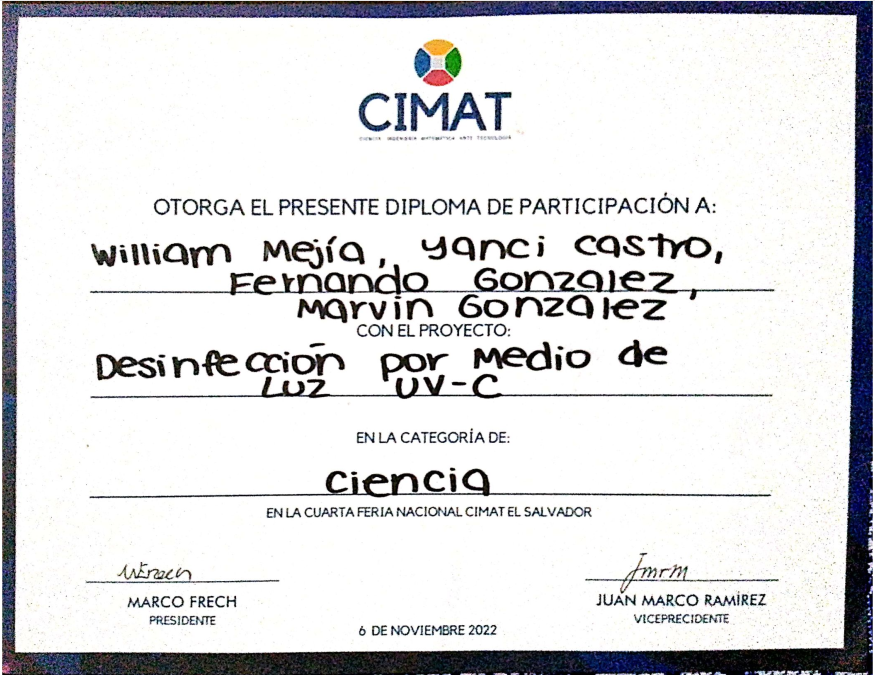 CIMAT
CIENCIA INGENIERÍA MATEMÁTICA ARTE TECNOLOGÍA
OTORGA EL PRESENTE DIPLOMA DE PARTICIPACIÓN A:
William Mejía, Yanci Castro,
Fernando Gonzalez,
Marvin Gonzalez
CON EL PROYECTO:
Desinfección por Medio de
Luz UV-C
EN LA CATEGORÍA DE:
Ciencia
EN LA CUARTA FERIA NACIONAL CIMAT EL SALVADOR
MARCO FRECH
PRESIDENTE
JUAN MARCO RAMÍREZ
VICEPRECIDENTE
6 DE NOVIEMBRE 2022